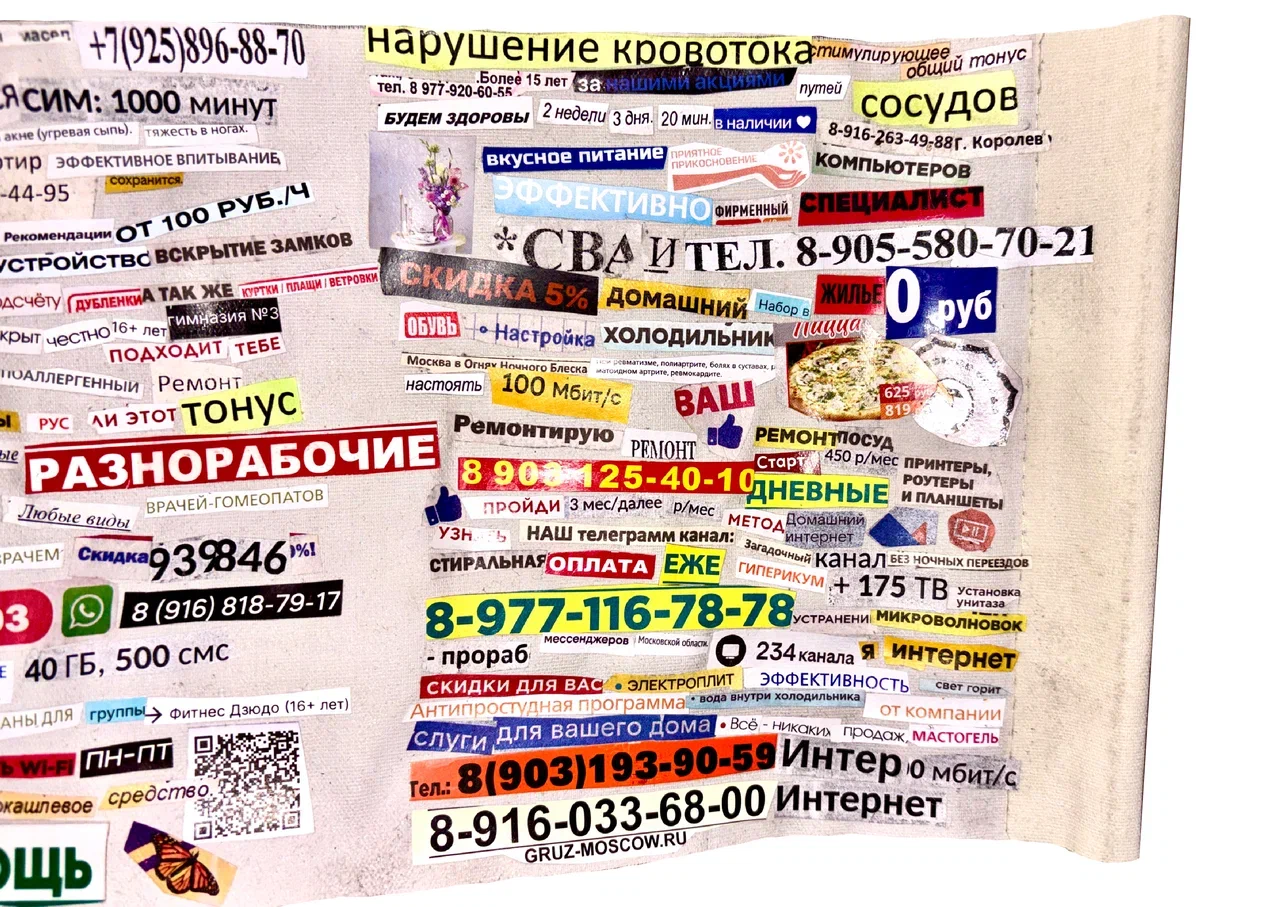 +7(925)896-88-70
СИМ: 1000 минут
акне (угревая сыпь).
тяжесть в ногах.
ЭФФЕКТИВНОЕ ВПИТЫВАНИЕ
сохранится.
-44-95
Рекомендации
ОТ 100 РУБ./Ч
УСТРОЙСТВО
ВСКРЫТИЕ ЗАМКОВ
ДУБЛЕНКИ
А ТАК ЖЕ
КУРТКИ / ПЛАЩИ / ВЕТРОВКИ
честно
16+ лет
гимназия №3
ПОДХОДИТ ТЕБЕ
Ремонт
РУС
ЛИ ЭТОТ
ТОНУС
РАЗНОРАБОЧИЕ
ВРАЧЕЙ-ГОМЕОПАТОВ
Любые виды
Скидка
939846
%!
8 (916) 818-79-17
40 ГБ, 500 смс
группы
→ Фитнес Дзюдо (16+ лет)
Wi-Fi
ПН-ПТ
средство
ОЩЬ
нарушение кровотока
стимулирующее
общий тонус
Более 15 лет
тел. 8 977-920-60-55
за нашими акциями
путей
СОСУДОВ
БУДЕМ ЗДОРОВЫ
2 недели
3 дня.
20 мин.
в наличии
8-916-263-49-88
г. Королев
вкусное питание
ПРИЯТНОЕ
ПРИКОСНОВЕНИЕ
КОМПЬЮТЕРОВ
ЭФФЕКТИВНО
ФИРМЕННЫЙ
СПЕЦИАЛИСТ
*СВА И ТЕЛ. 8-905-580-70-21
СКИДКА 5%
ДОМАШНИЙ
Набор в
ЖИЛЬЕ
0 руб
ОБУВЬ
• Настройка
ХОЛОДИЛЬНИК
Пицца
Москва в Огнях Ночного Блеска
настоять
100 Мбит/с
ВАШ
625
819
Ремонтирую
РЕМОНТ
РЕМОНТ
ПОСУД
8 903 125-40-10
Старт
450 р/мес
ПРИНТЕРЫ,
РОУТЕРЫ
И ПЛАНШЕТЫ
ДНЕВНЫЕ
ПРОЙДИ
3 мес/далее
р/мес
МЕТОД
Домашний
интернет
НАШ телеграмм канал:
Загадочный
канал
БЕЗ НОЧНЫХ ПЕРЕЕЗДОВ
СТИРАЛЬНАЯ
ОПЛАТА
ЕЖЕ
ГИПЕРИКУМ
+ 175 ТВ
Установка
унитаза
8-977-116-78-78
УСТРАНЕНИ
МИКРОВОЛНОВОК
мессенджеров
Московской области.
- прораб
234 канала
Я
интернет
СКИДКИ ДЛЯ ВАС
• ЭЛЕКТРОПЛИТ
ЭФФЕКТИВНОСТЬ
свет горит
Антипростудная программа
• вода внутри холодильника
от компании
слуги
для вашего дома
• Всё - никаких
продаж,
МАСТОГЕЛЬ
Тел.: 8(903)193-90-59
Интер
0 мбит/с
8-916-033-68-00
Интернет
GRUZ-MOSCOW.RU